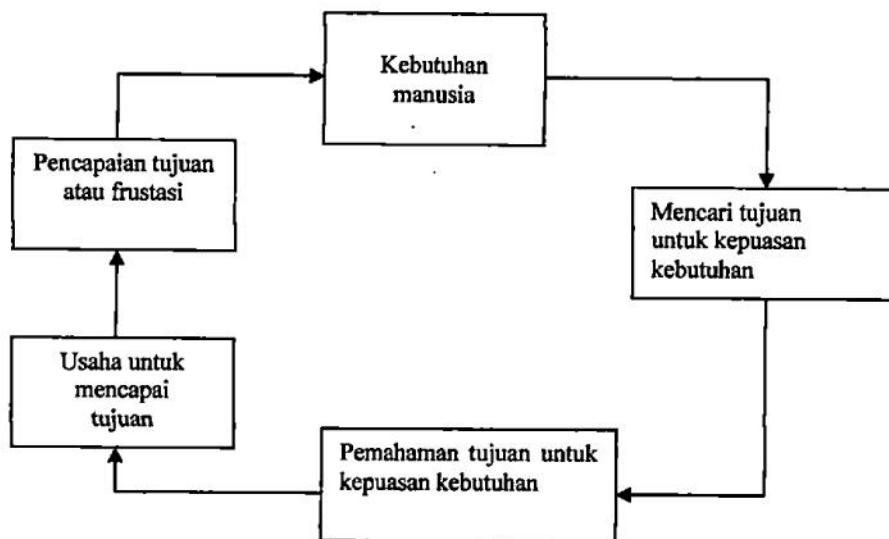 Kebutuhan
manusia
Mencari tujuan
untuk kepuasan
kebutuhan
Pemahaman tujuan untuk
kepuasan kebutuhan
Usaha untuk
mencapai
tujuan
Pencapaian tujuan
atau frustasi